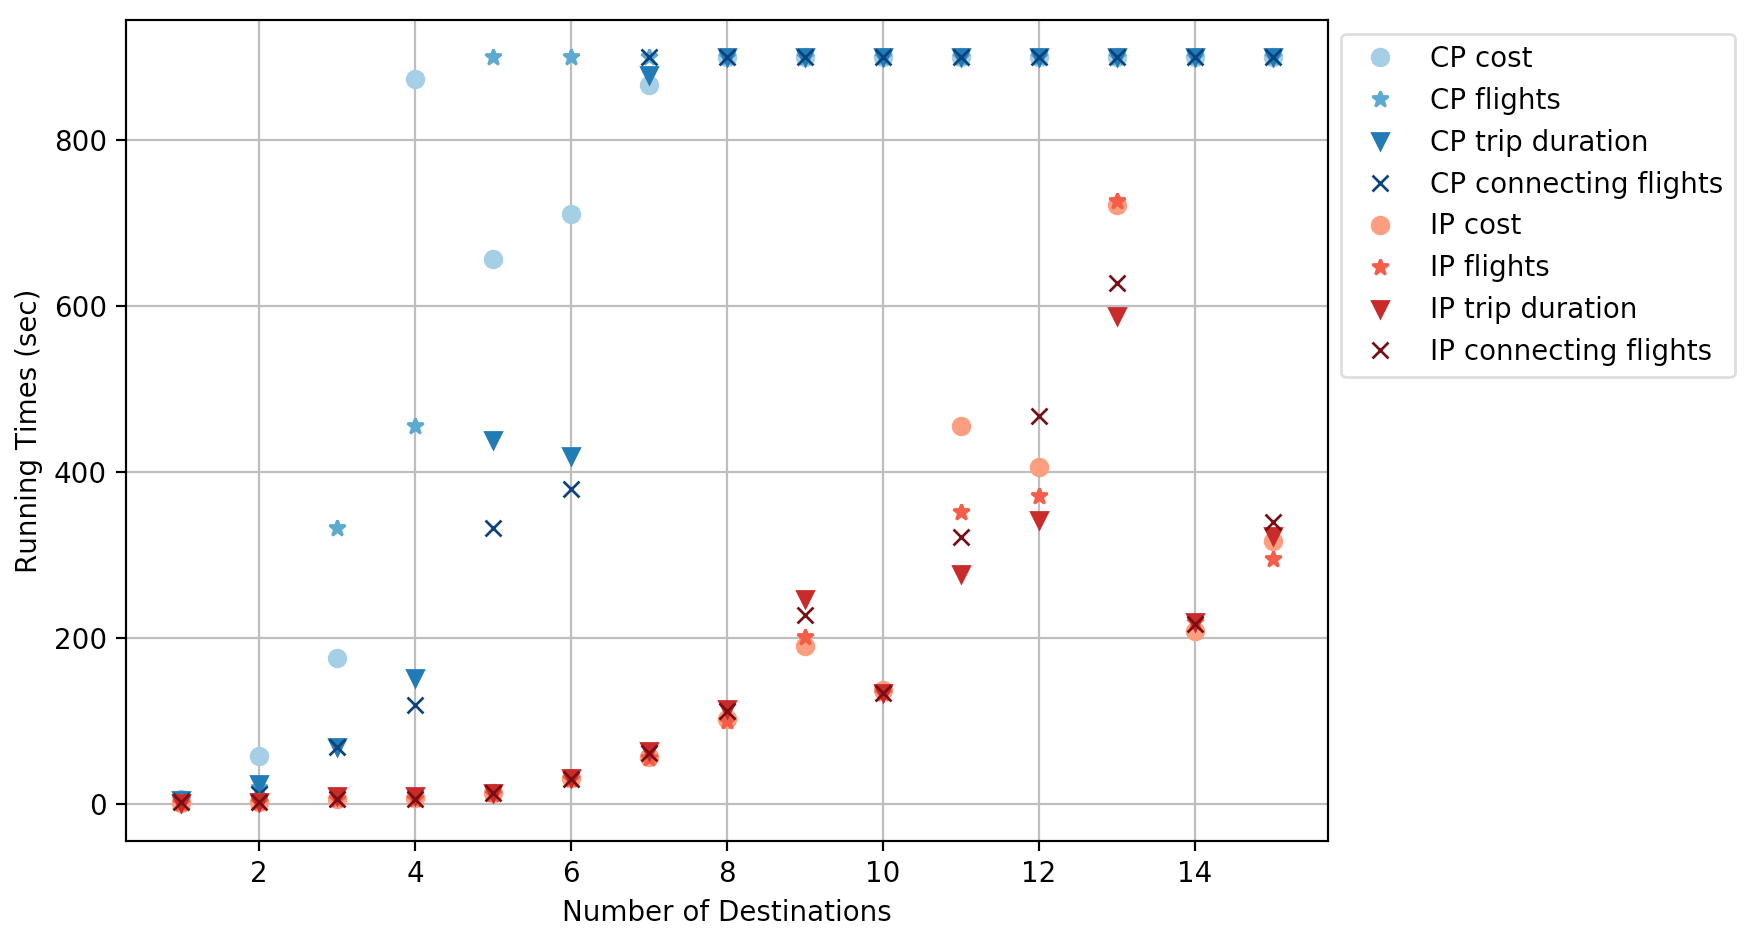 800
600
400
200
0
Running Times (sec)
2 4 6 8 10 12 14
Number of Destinations
CP cost
CP flights
CP trip duration
CP connecting flights
IP cost
IP flights
IP trip duration
IP connecting flights